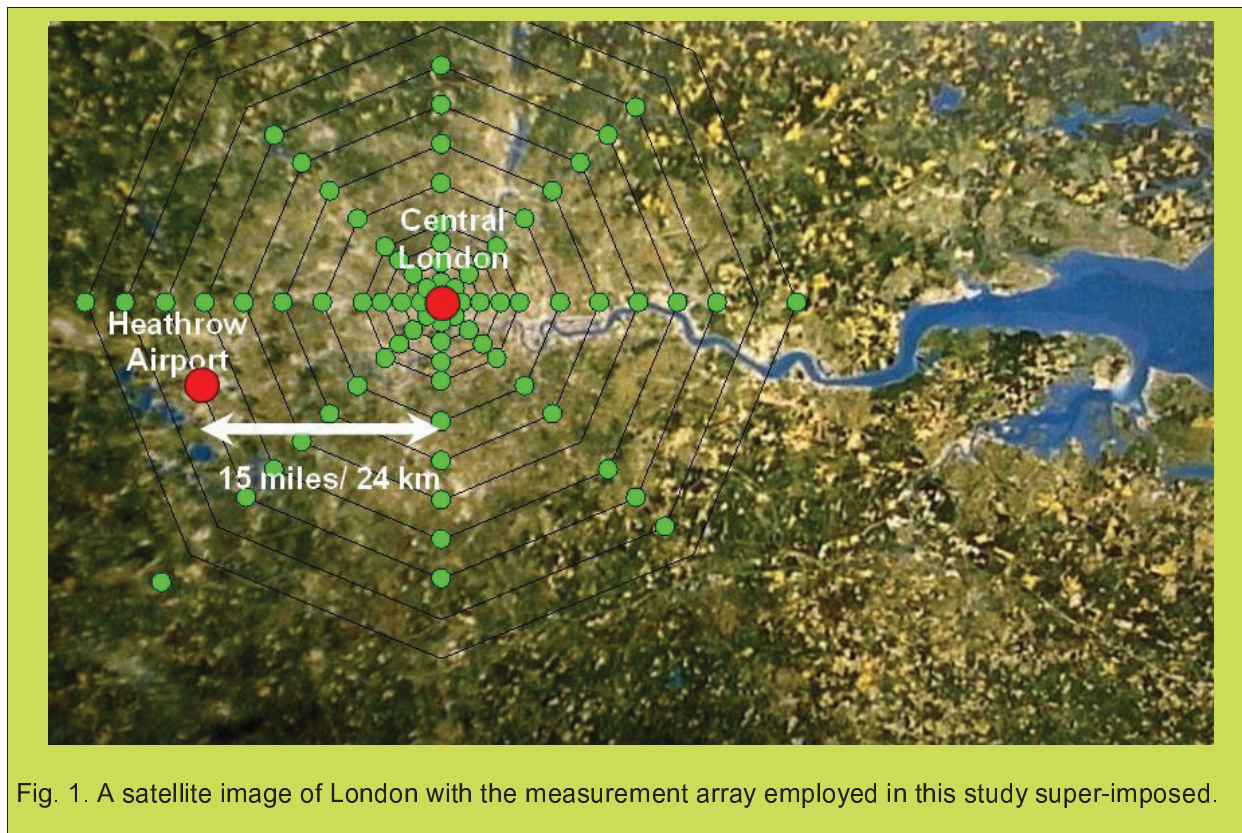 Central
London
Heathrow
Airport
15 miles/ 24 km
Fig. 1. A satellite image of London with the measurement array employed in this study super-imposed.